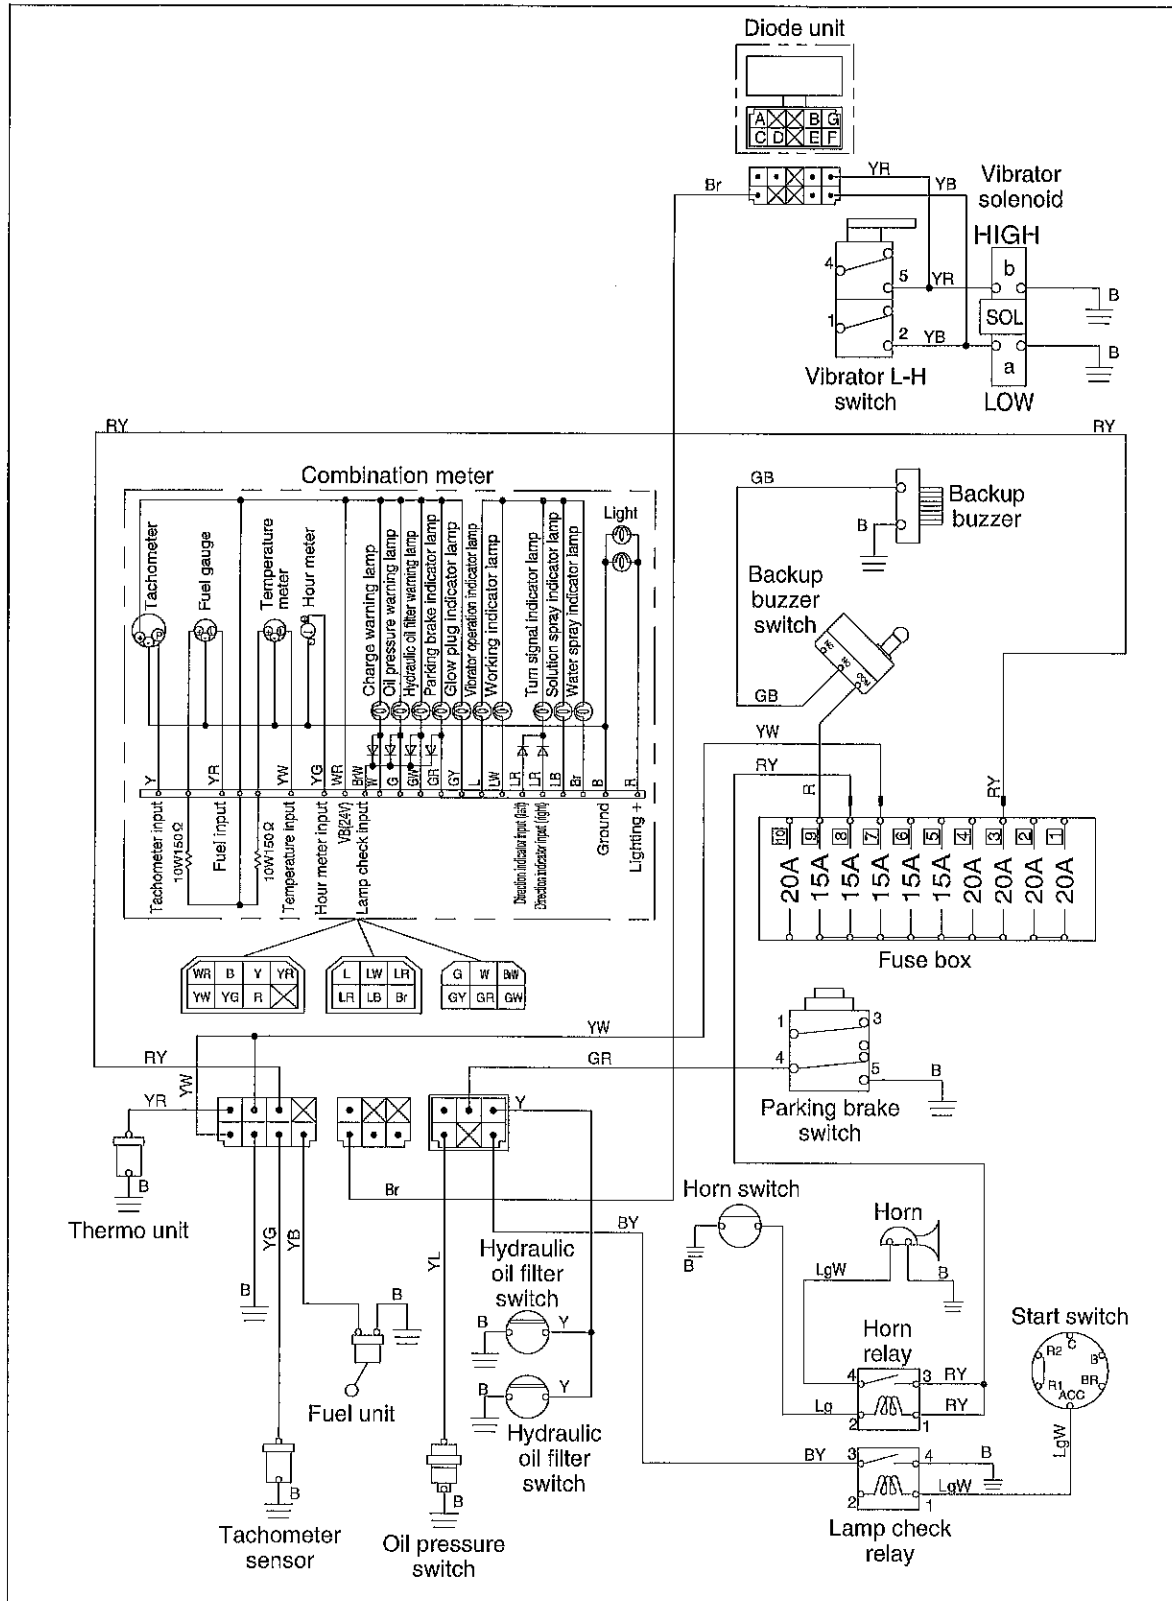 Diode unit
A B G
C D E F
Br
YR
YB
Vibrator
solenoid
HIGH
4
5
YR
b
B
SOL
1
2
YB
a
B
Vibrator L-H
switch
LOW
RY
RY
Combination meter
GB
B
Backup
buzzer
Backup
buzzer
switch
GB
Tachometer
Fuel gauge
Temperature
meter
Hour meter
Charge warning lamp
Oil pressure warning lamp
Hydraulic oil filter warning lamp
Parking brake indicator lamp
Glow plug indicator lamp
Vibrator operation indicator lamp
Working indicator lamp
Turn signal indicator lamp
Solution spray indicator lamp
Water spray indicator lamp
Light
YW
RY
R
RY
Y
YR
YW
YG
WR
BrW
W
G
GW
GR
GY
L
LW
LR
LR
LB
Br
B
R
Tachometer input
10W150Ω
Fuel input
10W150Ω
Temperature input
Hour meter input
VB(24V)
Lamp check input
Direction indicator input (left)
Direction indicator input (right)
Ground
Lighting +
10 9 8 7 6 5 4 3 2 1
20A 15A 15A 15A 15A 15A 20A 20A 20A 20A
Fuse box
WR B Y YR
YW YG R
L LW LR
LR LB Br
G W BrW
GY GR GW
YW
RY
YW
GR
1
3
4
5
B
Parking brake
switch
YR
Y
B
Thermo unit
Br
BY
YG
YB
YL
B
B
Fuel unit
Hydraulic
oil filter
switch
B
Y
B
Y
Hydraulic
oil filter
switch
Horn switch
B
Horn
LgW
B
Horn
relay
4
3
RY
Lg
2
1
RY
Start switch
R2
C
B
R1
BR
ACC
LgW
BY
3
4
B
2
1
LgW
Lamp check
relay
B
Tachometer
sensor
B
Oil pressure
switch